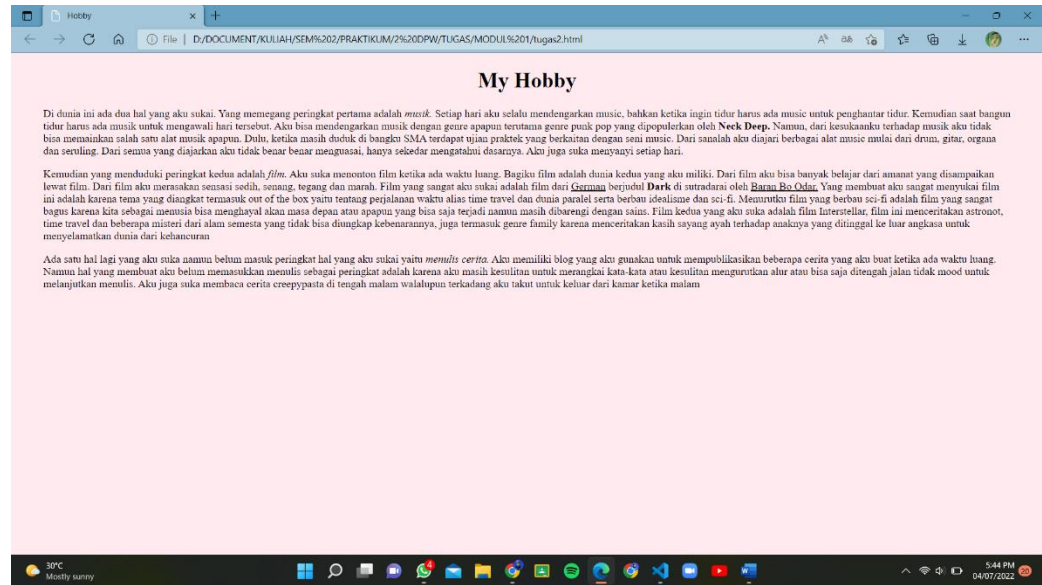 Hobby
File
D:/DOCUMENT/KULIAH/SEM%202/PRAKTIKUM/2%20DPW/TUGAS/MODUL%201/tugas2.html
My Hobby
Di dunia ini ada dua hal yang aku sukai. Yang memegang peringkat pertama adalah musik. Setiap hari aku selalu mendengarkan music, bahkan ketika ingin tidur harus ada music untuk penghantar tidur. Kemudian saat bangun
tidur harus ada musik untuk mengawali hari tersebut. Aku bisa mendengarkan musik dengan genre apapun terutama genre punk pop yang dipopulerkan oleh Neck Deep. Namun, dari kesukaanku terhadap musik aku tidak
bisa memainkan salah satu alat musik apapun. Dulu, ketika masih duduk di bangku SMA terdapat ujian praktek yang berkaitan dengan seni music. Dari sanalah aku diajari berbagai alat music mulai dari drum, gitar, organa
dan seruling. Dari semua yang diajarkan aku tidak benar benar menguasai, hanya sekedar mengatahui dasarnya. Aku juga suka menyanyi setiap hari.
Kemudian yang menduduki peringkat kedua adalah film. Aku suka menonton film ketika ada waktu luang. Bagiku film adalah dunia kedua yang aku miliki. Dari film aku bisa banyak belajar dari amanat yang disampaikan
lewat film. Dari film aku merasakan sensasi sedih, senang, tegang dan marah. Film yang sangat aku sukai adalah film dari German berjudul Dark di sutradarai oleh Baran Bo Odar. Yang membuat aku sangat menyukai film
ini adalah karena tema yang diangkat termasuk out of the box yaitu tentang perjalanan waktu alias time travel dan dunia paralel serta berbau idealisme dan sci-fi. Menurutku film yang berbau sci-fi adalah film yang sangat
bagus karena kita sebagai menusia bisa menghayal akan masa depan atau apapun yang bisa saja terjadi namun masih dibarengi dengan sains. Film kedua yang aku suka adalah film Interstellar, film ini menceritakan astronot,
time travel dan beberapa misteri dari alam semesta yang tidak bisa diungkap kebenarannya, juga termasuk genre family karena menceritakan kasih sayang ayah terhadap anaknya yang ditinggal ke luar angkasa untuk
menyelamatkan dunia dari kehancuran
Ada satu hal lagi yang aku suka namun belum masuk peringkat hal yang aku sukai yaitu menulis cerita. Aku memiliki blog yang aku gunakan untuk mempublikasikan beberapa cerita yang aku buat ketika ada waktu luang.
Namun hal yang membuat aku belum memasukkan menulis sebagai peringkat adalah karena aku masih kesulitan untuk merangkai kata-kata atau kesulitan mengurutkan alur atau bisa saja ditengah jalan tidak mood untuk
melanjutkan menulis. Aku juga suka membaca cerita creepypasta di tengah malam walalupun terkadang aku takut untuk keluar dari kamar ketika malam
30°C
Mostly sunny
5:44 PM
04/07/2022
20